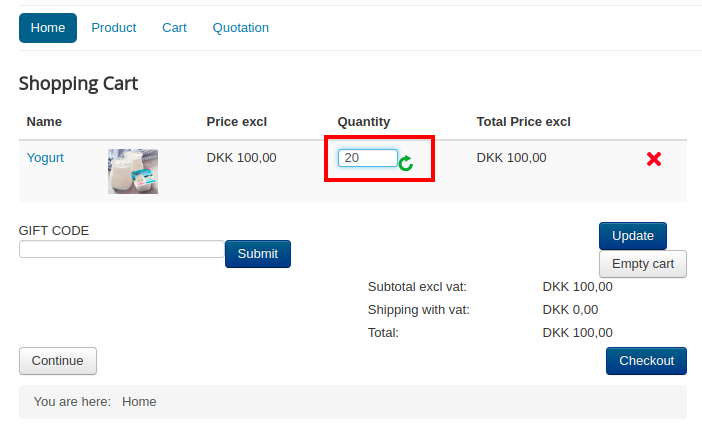 Home Product Cart Quotation
Shopping Cart
Name Price excl Quantity Total Price excl
Yogurt DKK 100,00 20 DKK 100,00
GIFT CODE
Update
Submit
Empty cart
Subtotal excl vat: DKK 100,00
Shipping with vat: DKK 0,00
Total: DKK 100,00
Continue Checkout
You are here: Home